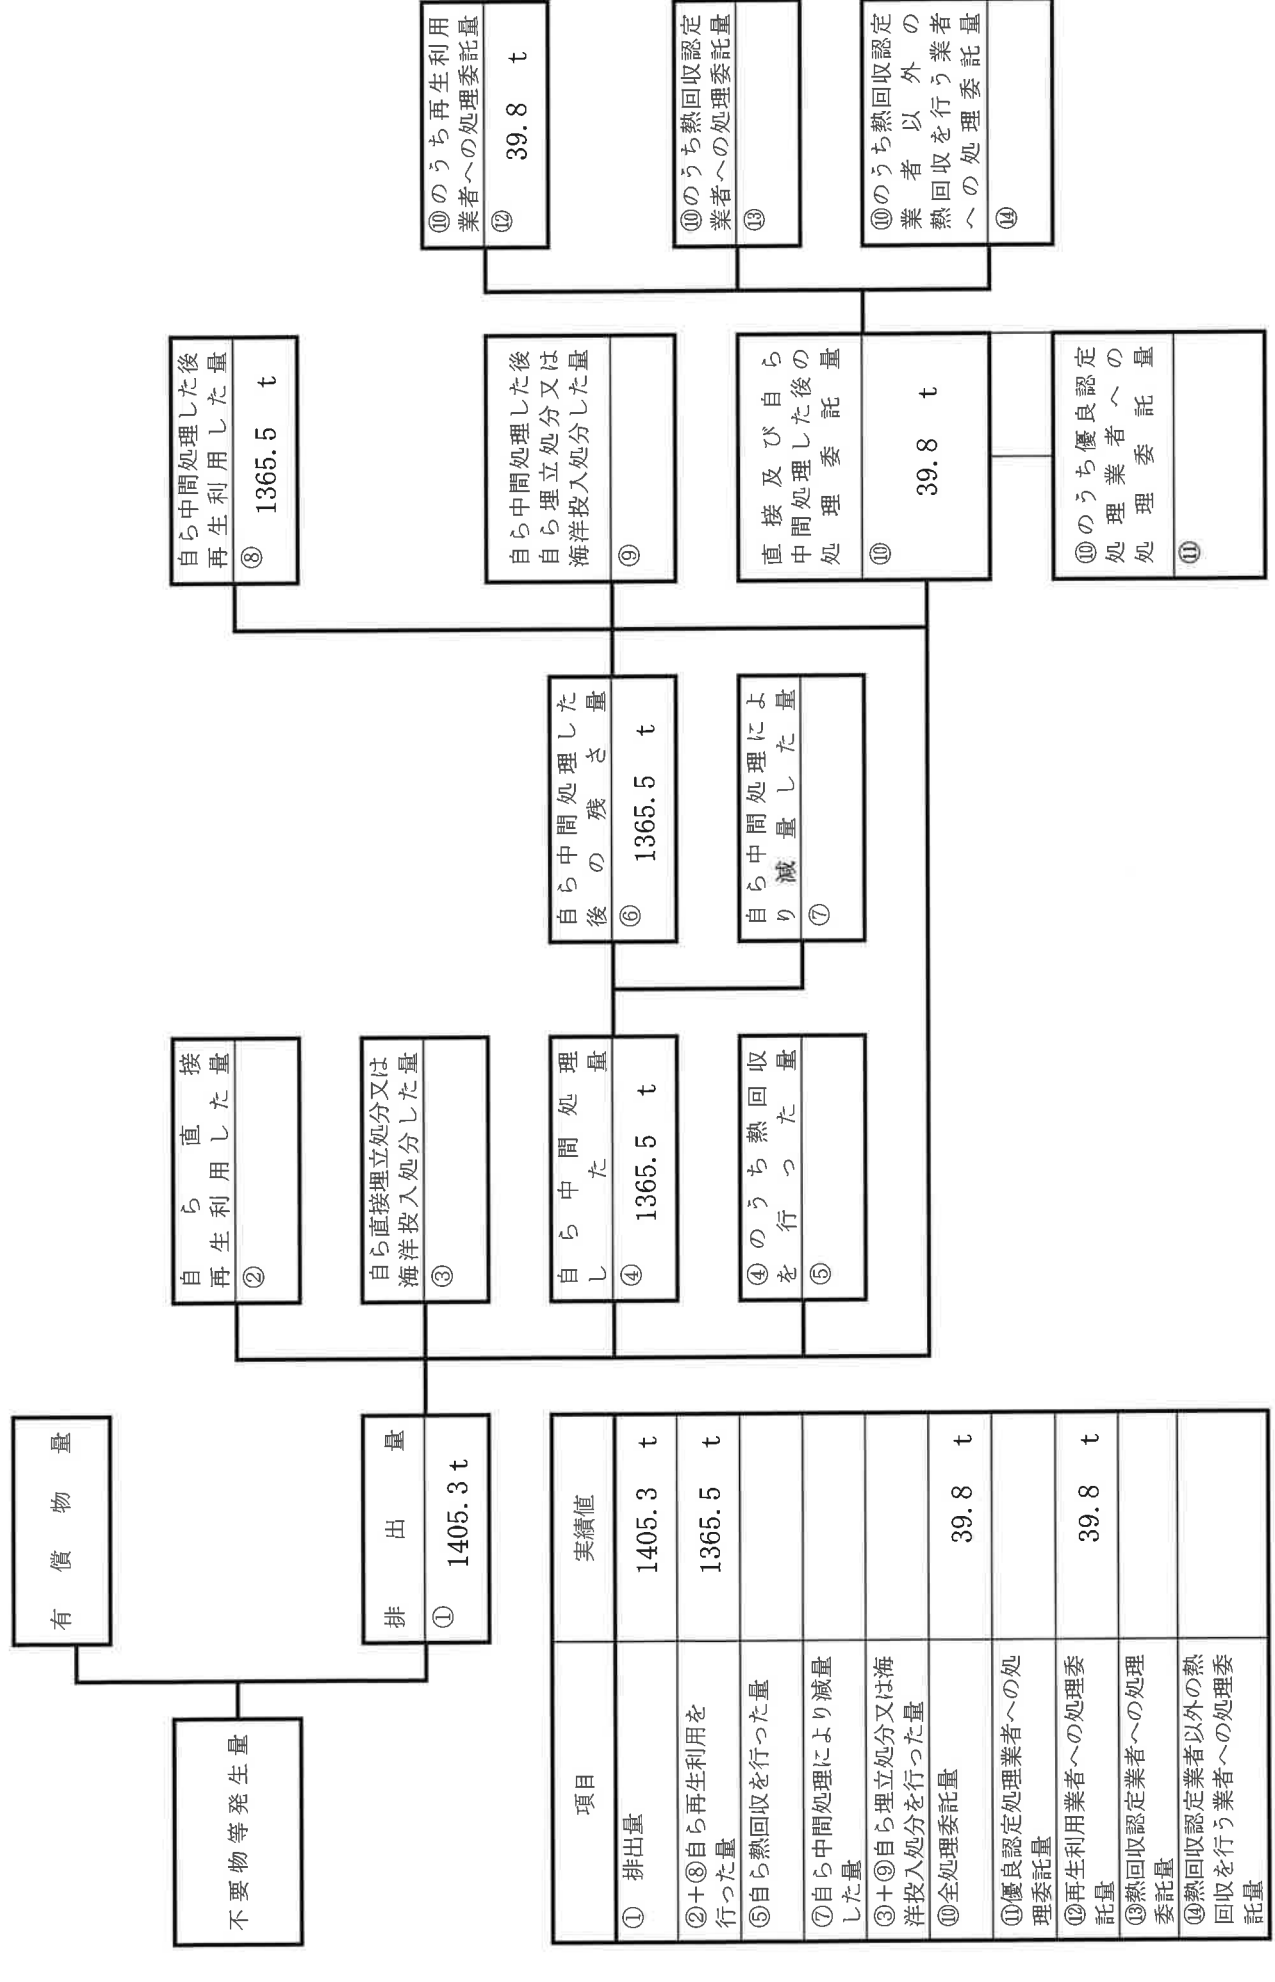 不要物等発生量
有償物量
排出量
① 1405.3 t
自ら直接
再生利用した量
②
自ら直接埋立処分又は
海洋投入処分した量
③
自ら中間処理
した量
④ 1365.5 t
④のうち熱回収
を行った量
⑤
自ら中間処理した
後の残さ量
⑥ 1365.5 t
自ら中間処理によ
り減量した量
⑦
自ら中間処理した後
再生利用した量
⑧ 1365.5 t
自ら中間処理した後
自ら埋立処分又は
海洋投入処分した量
⑨
直接及び自ら
中間処理した後の
処理委託量
⑩ 39.8 t
⑩のうち優良認定
処理業者への
処理委託量
⑪
⑩のうち再生利用
業者への処理委託量
⑫ 39.8 t
⑩のうち熱回収認定
業者への処理委託量
⑬
⑩のうち熱回収認定
業者以外の
熱回収を行う業者
への処理委託量
⑭
項目 実績値
① 排出量 1405.3 t
②+⑧自ら再生利用を
行った量 1365.5 t
⑤自ら熱回収を行った量
⑦自ら中間処理により減量
した量
③+⑨自ら埋立処分又は海
洋投入処分を行った量
⑩全処理委託量 39.8 t
⑪優良認定処理業者への処
理委託量
⑫再生利用業者への処理委
託量 39.8 t
⑬熱回収認定業者への処理
委託量
⑭熱回収認定業者以外の熱
回収を行う業者への処理委
託量